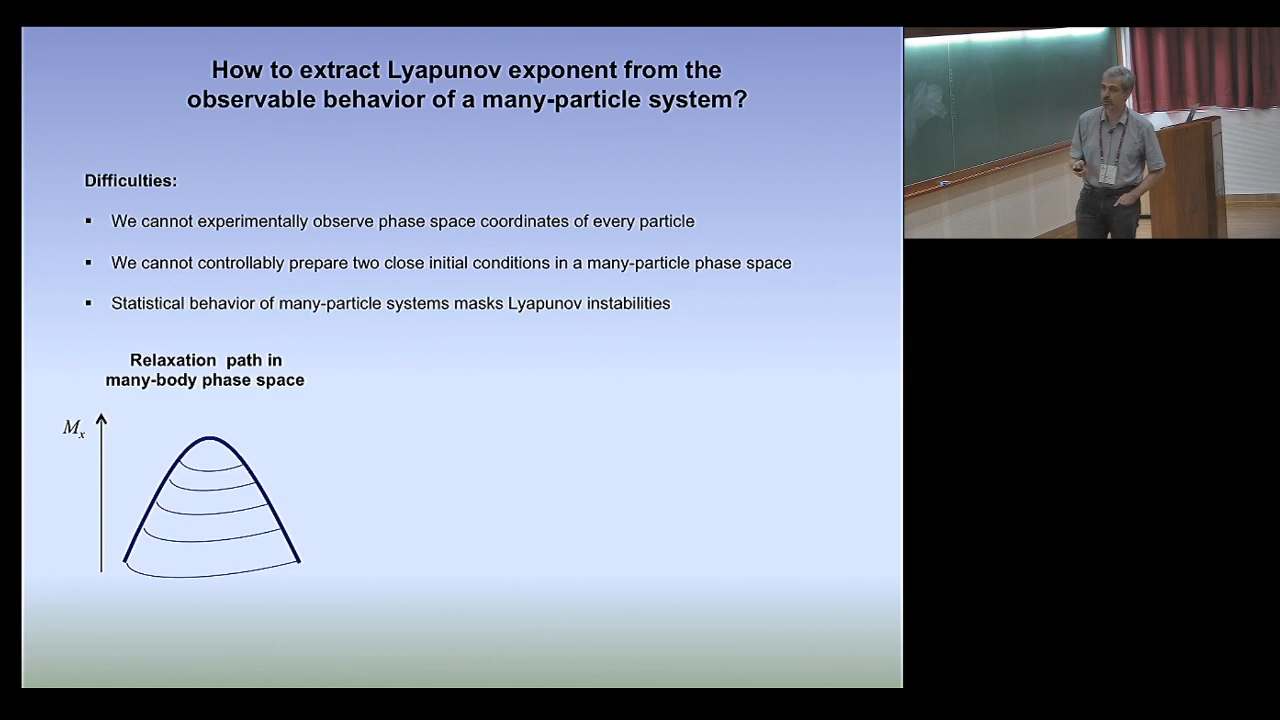 How to extract Lyapunov exponent from the
observable behavior of a many-particle system?
Difficulties:
▪ We cannot experimentally observe phase space coordinates of every particle
▪ We cannot controllably prepare two close initial conditions in a many-particle phase space
▪ Statistical behavior of many-particle systems masks Lyapunov instabilities
Relaxation path in
many-body phase space
Mx